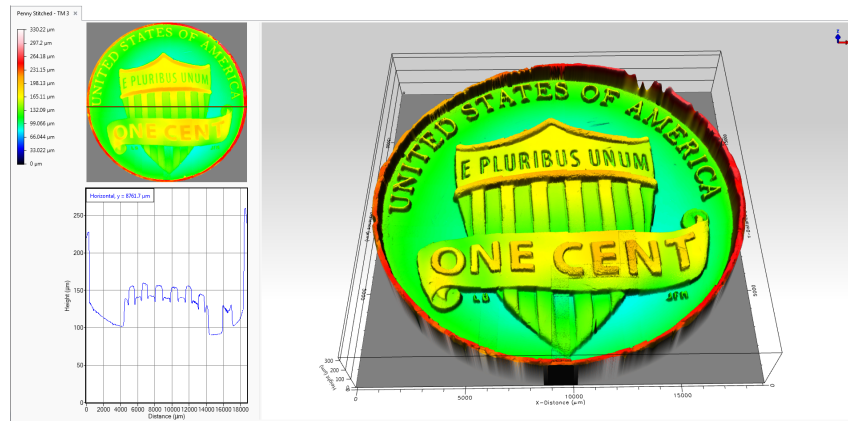 Penny Stitched - TM:3 ×
330.22 µm
297.2 µm
264.18 µm
231.15 µm
198.13 µm
165.11 µm
132.09 µm
99.066 µm
66.044 µm
33.022 µm
0 µm
UNITED STATES OF AMERICA
E PLURIBUS UNUM
ONE CENT
Horizontal, y = 8761.7 µm
Height (µm)
250
200
150
100
50
0
0 2000 4000 6000 8000 10000 12000 14000 16000 18000
Distance (µm)
UNITED STATES OF AMERICA
E PLURIBUS UNUM
ONE CENT
300
200
100
0
5000
10000
15000
X-Distance (µm)
0